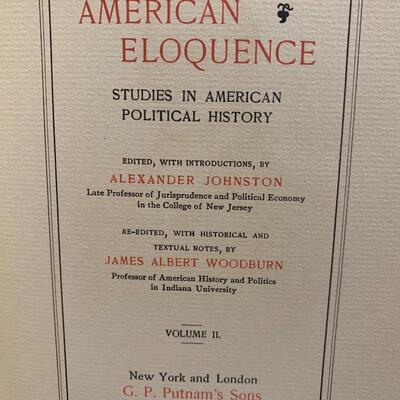 AMERICAN
ELOQUENCE
STUDIES IN AMERICAN
POLITICAL HISTORY
EDITED, WITH INTRODUCTIONS, BY
ALEXANDER JOHNSTON
Late Professor of Jurisprudence and Political Economy
in the College of New Jersey
RE-EDITED, WITH HISTORICAL AND
TEXTUAL NOTES, BY
JAMES ALBERT WOODBURN
Professor of American History and Politics
in Indiana University
VOLUME II.
New York and London
G. P. Putnam's Sons